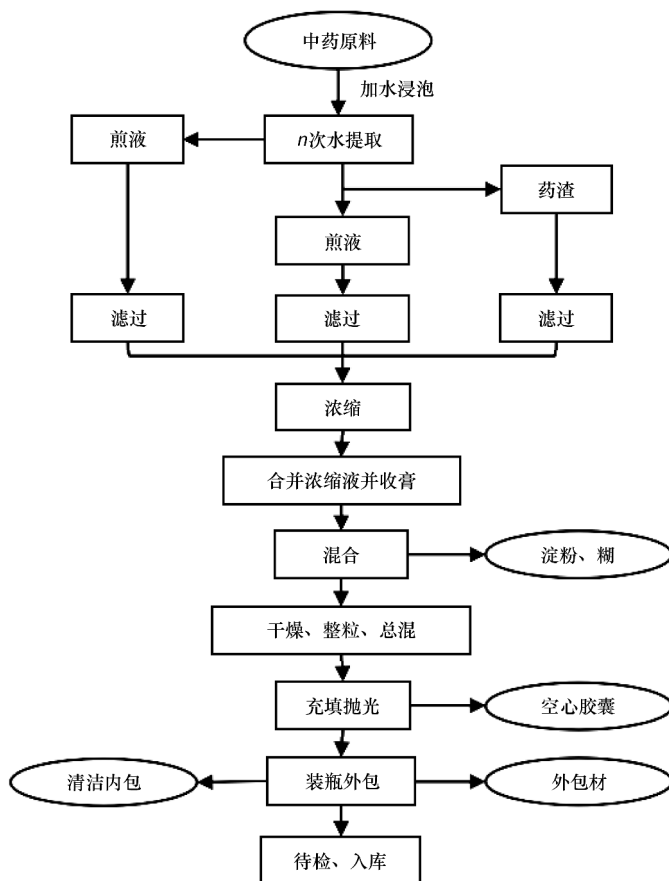 中药原料
加水浸泡
煎液
n次水提取
药渣
煎液
滤过
滤过
滤过
浓缩
合并浓缩液并收膏
混合
淀粉、糊
干燥、整粒、总混
充填抛光
空心胶囊
清洁内包
装瓶外包
外包材
待检、入库